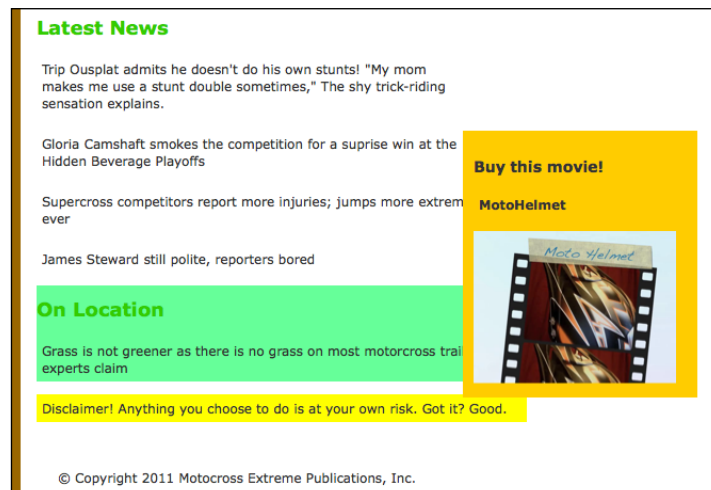 Latest News
Trip Ousplat admits he doesn't do his own stunts! "My mom
makes me use a stunt double sometimes," The shy trick-riding
sensation explains.
Gloria Camshaft smokes the competition for a suprise win at the
Hidden Beverage Playoffs
Supercross competitors report more injuries; jumps more extrem
ever
James Steward still polite, reporters bored
On Location
Grass is not greener as there is no grass on most motorcross trai
experts claim
Disclaimer! Anything you choose to do is at your own risk. Got it? Good.
© Copyright 2011 Motocross Extreme Publications, Inc.
Buy this movie!
MotoHelmet
Moto Helmet